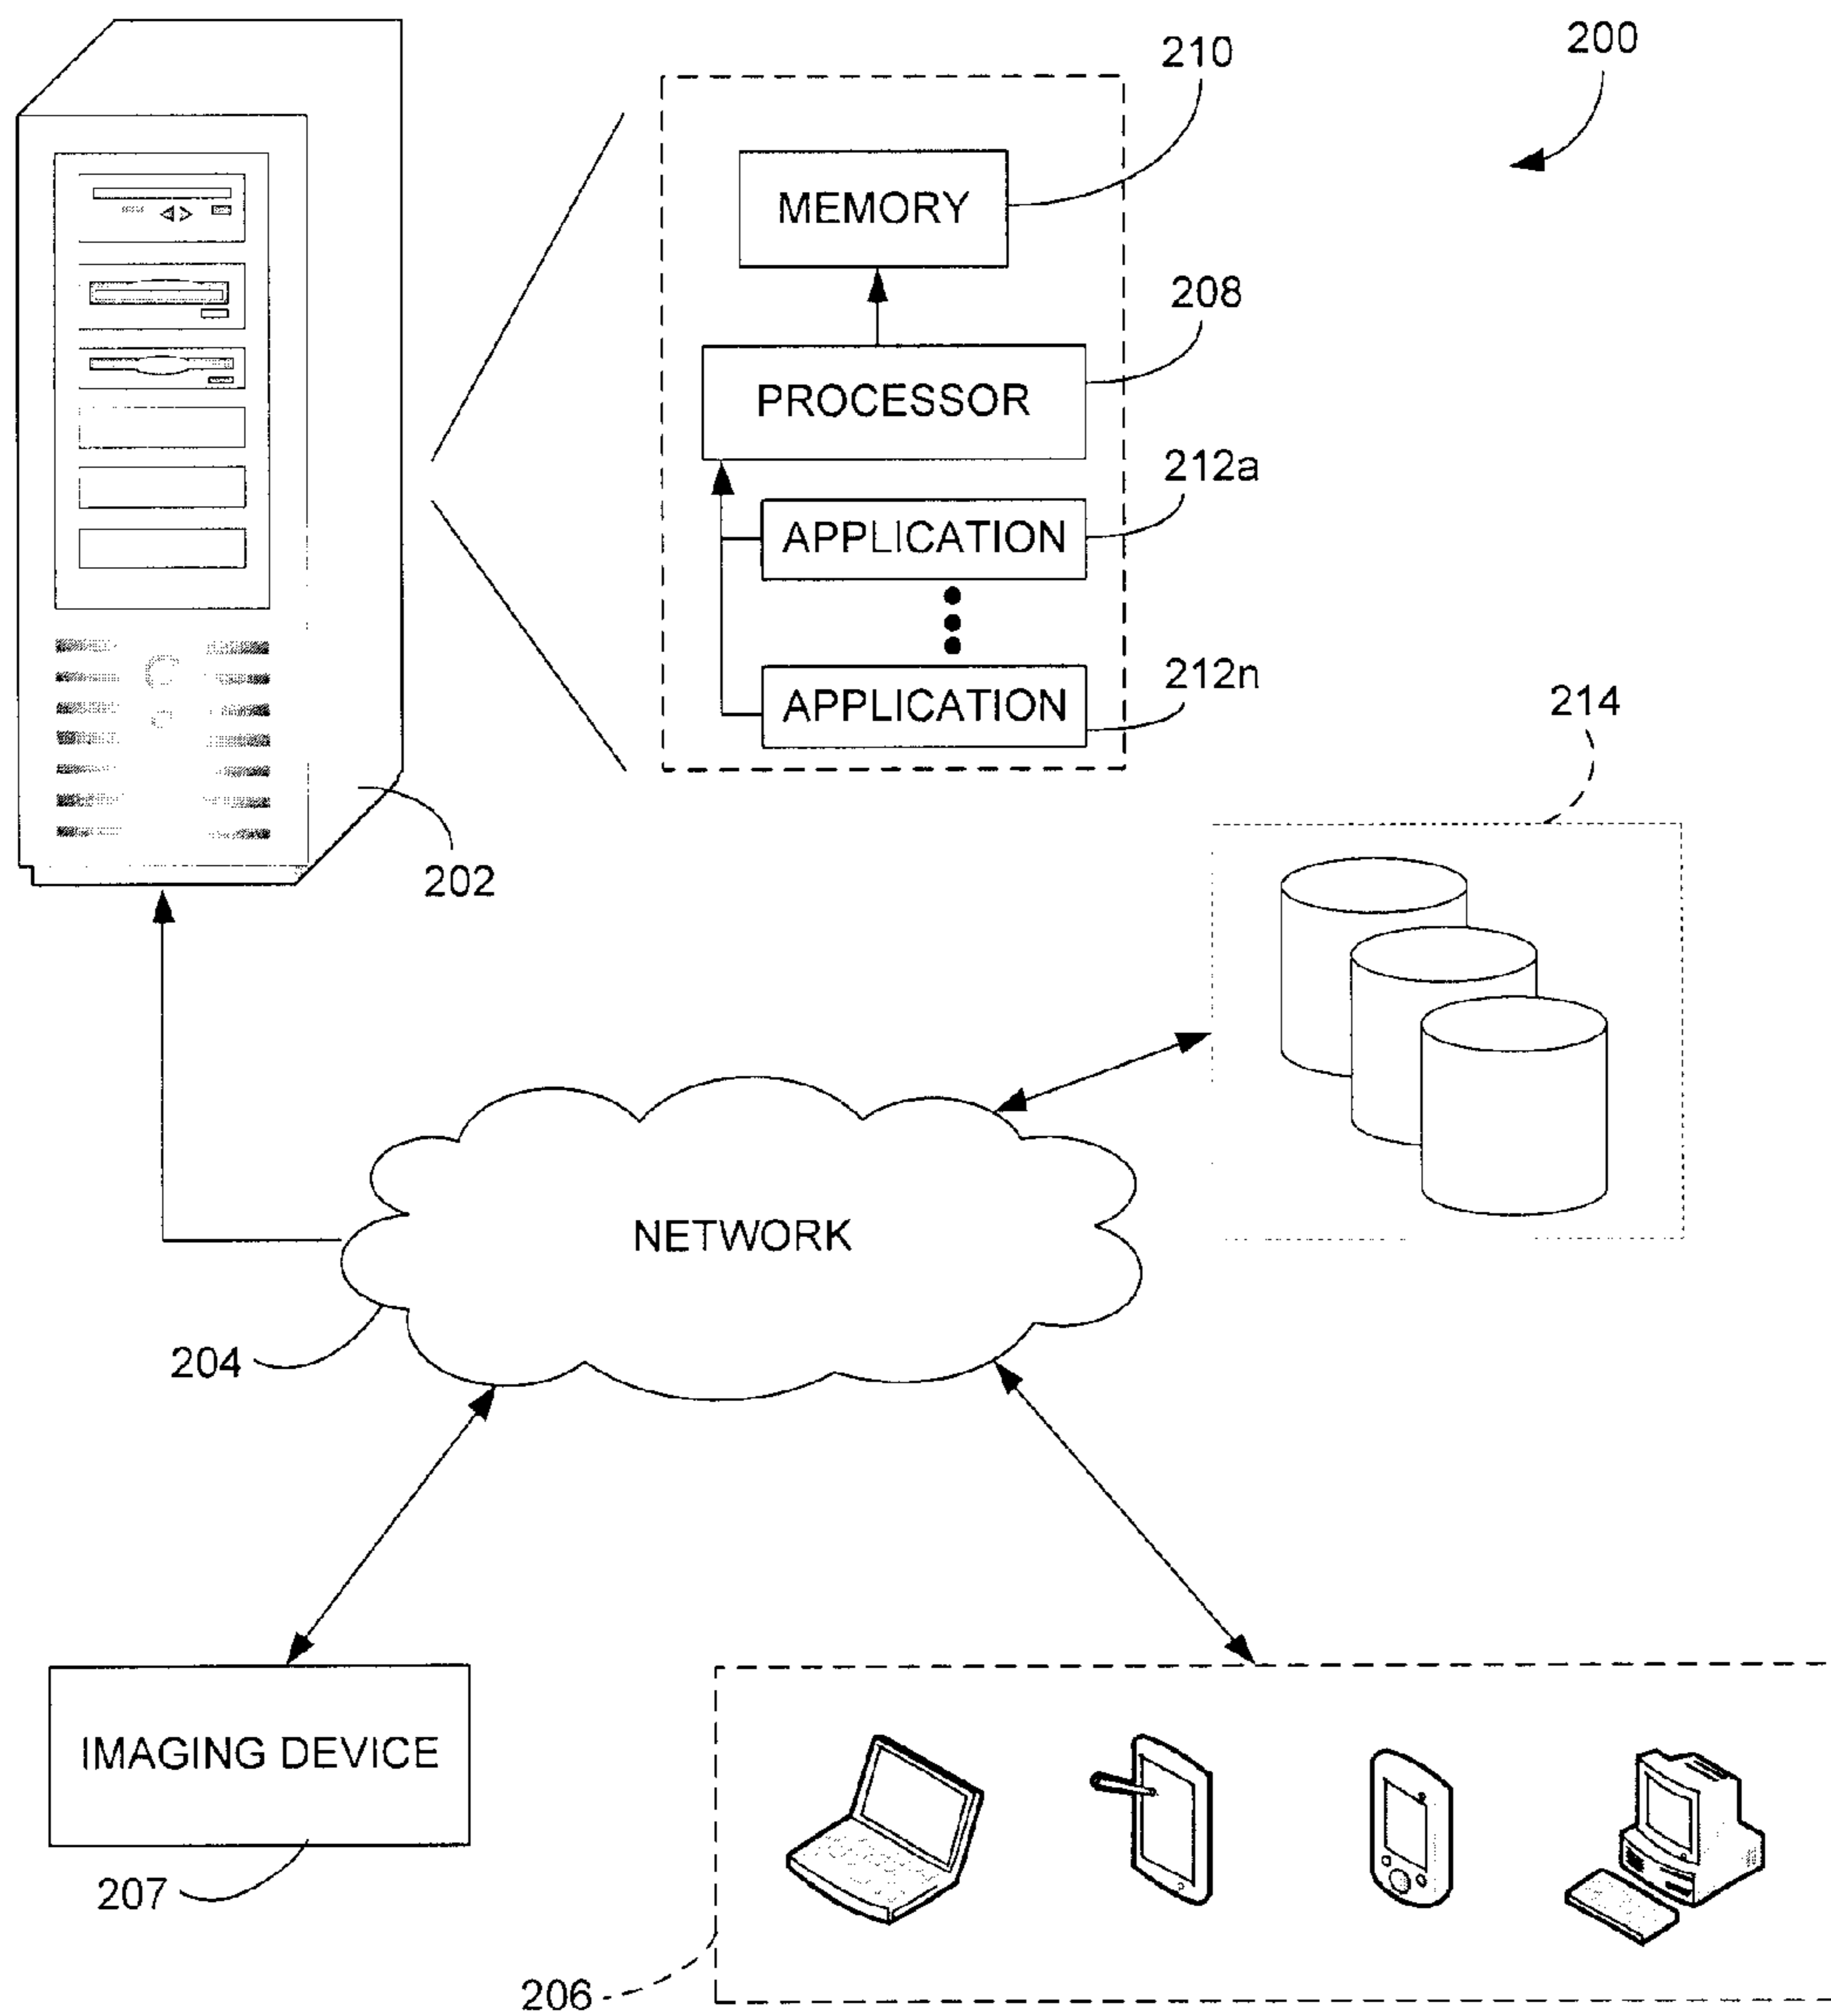 210
200
MEMORY
208
PROCESSOR
212a
APPLICATION
212n
APPLICATION
214
202
NETWORK
204
IMAGING DEVICE
207
206